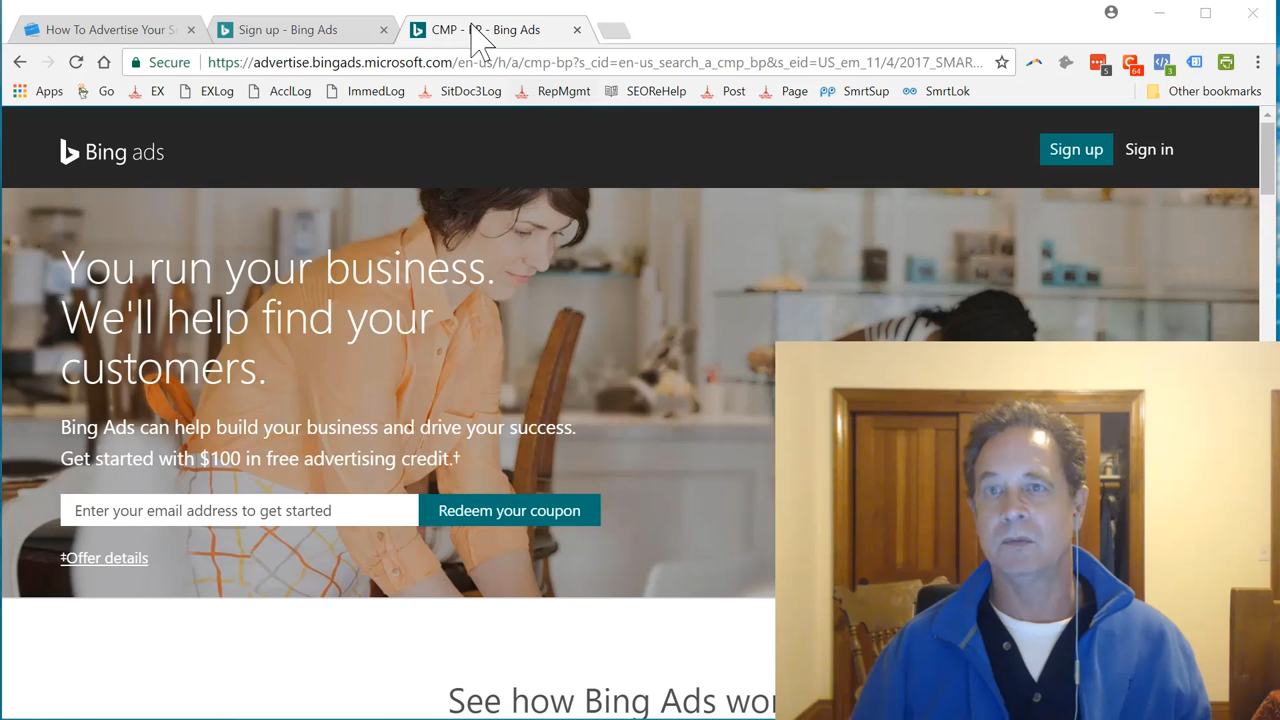 How To Advertise Your S
Sign up - Bing Ads
CMP - - Bing Ads
Secure
https://advertise.bingads.microsoft.com/en-us/h/a/cmp-bp?s_cid=en-us_search_a_cmp_bp&s_eid=US_em_11/4/2017_SMAR...
5
64
3
Apps Go EX EXLog AcclLog ImmedLog SitDoc3Log RepMgmt SEOReHelp Post Page SmrtSup SmrtLok Other bookmarks
Bing ads
Sign up Sign in
You run your business.
We'll help find your
customers.
Bing Ads can help build your business and drive your success.
Get started with $100 in free advertising credit.‡
Enter your email address to get started
Redeem your coupon
‡Offer details
See how Bing Ads wor